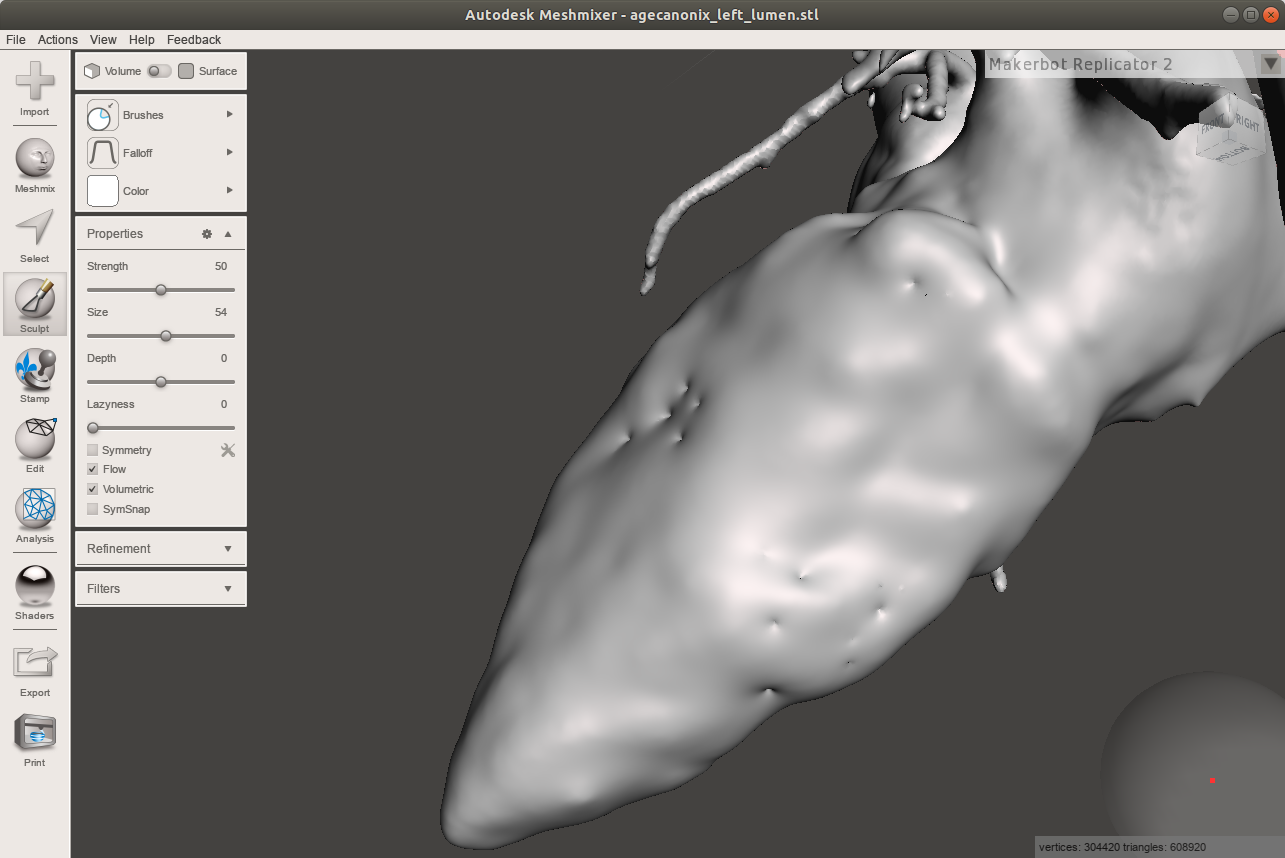 Autodesk Meshmixer - agecanonix_left_lumen.stl
File Actions View Help Feedback
Import
Meshmix
Select
Sculpt
Stamp
Edit
Analysis
Shaders
Export
Print
Volume Surface
Brushes
Falloff
Color
Properties
Strength 50
Size 54
Depth 0
Lazyness 0
Symmetry
Flow
Volumetric
SymSnap
Refinement
Filters
Makerbot Replicator 2
FRONT RIGHT
BOTTOM
vertices: 304420 triangles: 608920